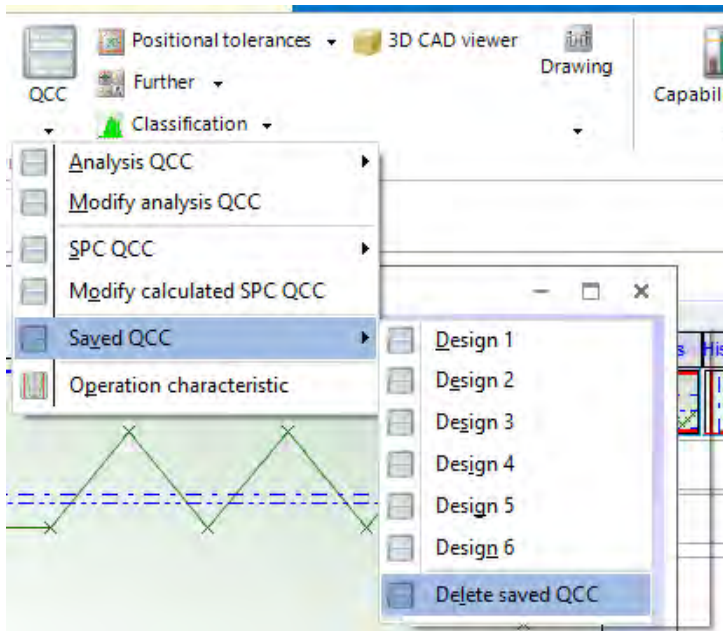 Positional tolerances
3D CAD viewer
QCC
Further
Drawing
Capabil
Classification
Analysis QCC
Modify analysis QCC
SPC QCC
Modify calculated SPC QCC
Saved QCC
Operation characteristic
Design 1
Design 2
Design 3
Design 4
Design 5
Design 6
Delete saved QCC
s
His